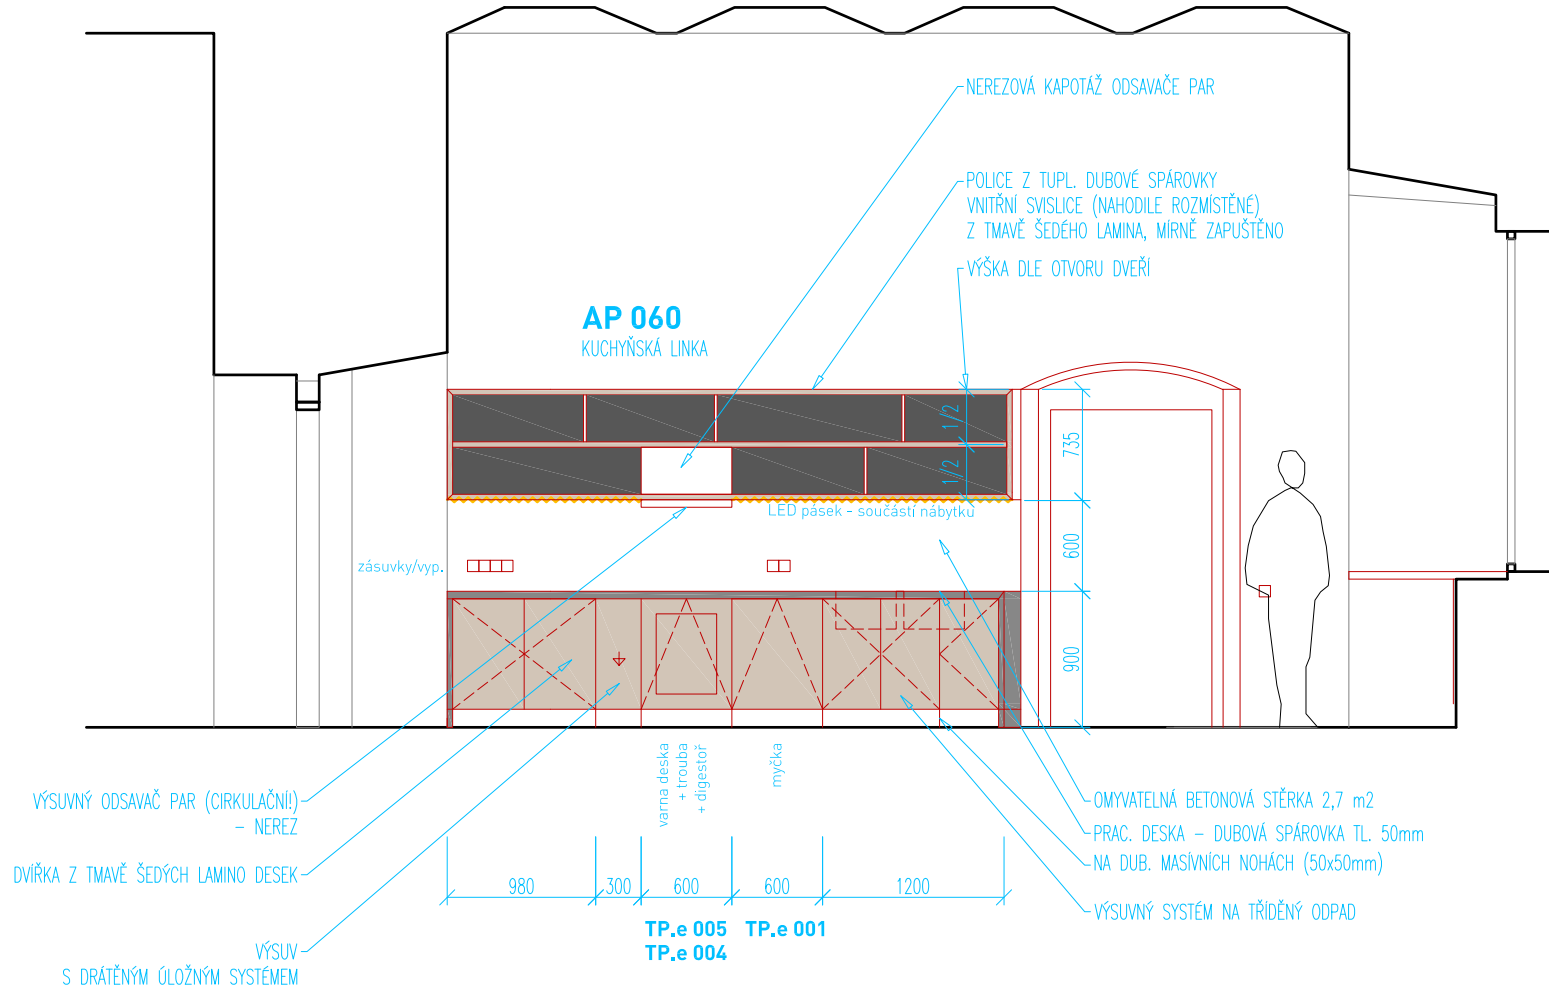 NEREZOVÁ KAPOTÁŽ ODSAVAČE PAR
POLICE Z TUPL. DUBOVÉ SPÁROVKY
VNITŘNÍ SVISLICE (NAHODILE ROZMÍSTĚNÉ)
Z TMAVĚ ŠEDÉHO LAMINA, MÍRNĚ ZAPUŠTĚNO
VÝŠKA DLE OTVORU DVEŘÍ
AP 060
KUCHYŇSKÁ LINKA
1/2
1/2
735
600
900
LED pásek - součástí nábytku
zásuvky/vyp.
varna deska
+ trouba
+ digestoř
myčka
VÝSUVNÝ ODSAVAČ PAR (CIRKULAČNÍ!)
– NEREZ
DVÍŘKA Z TMAVĚ ŠEDÝCH LAMINO DESEK
VÝSUV
S DRÁTĚNÝM ÚLOŽNÝM SYSTÉMEM
OMYVATELNÁ BETONOVÁ STĚRKA 2,7 m2
PRAC. DESKA – DUBOVÁ SPÁROVKA TL. 50mm
NA DUB. MASÍVNÍCH NOHÁCH (50x50mm)
VÝSUVNÝ SYSTÉM NA TŘÍDĚNÝ ODPAD
980 300 600 600 1200
TP.e 005 TP.e 001
TP.e 004